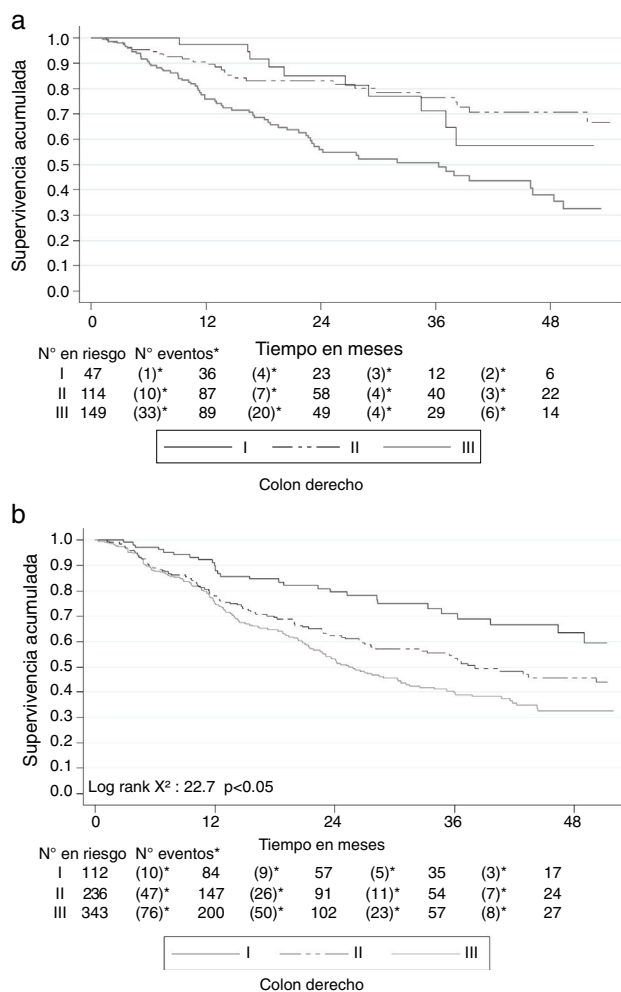 a
Supervivencia acumulada
1.0
0.9
0.8
0.7
0.6
0.5
0.4
0.3
0.2
0.1
0.0
0 12 24 36 48
Tiempo en meses
N° en riesgo N° eventos*
I 47 (1)* 36 (4)* 23 (3)* 12 (2)* 6
II 114 (10)* 87 (7)* 58 (4)* 40 (3)* 22
III 149 (33)* 89 (20)* 49 (4)* 29 (6)* 14
I II III
Colon derecho
b
Supervivencia acumulada
1.0
0.9
0.8
0.7
0.6
0.5
0.4
0.3
0.2
0.1
0.0
Log rank X² : 22.7 p<0.05
0 12 24 36 48
Tiempo en meses
N° en riesgo N° eventos*
I 112 (10)* 84 (9)* 57 (5)* 35 (3)* 17
II 236 (47)* 147 (26)* 91 (11)* 54 (7)* 24
III 343 (76)* 200 (50)* 102 (23)* 57 (8)* 27
I II III
Colon derecho